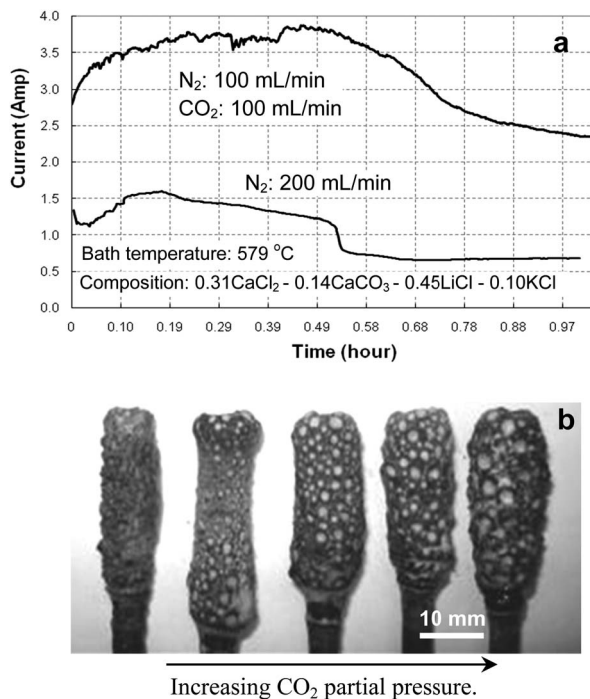 a
4.0
3.5
3.0
2.5
2.0
1.5
1.0
0.5
0.0
Current (Amp)
N₂: 100 mL/min
CO₂: 100 mL/min
N₂: 200 mL/min
Bath temperature: 579 °C
Composition: 0.31CaCl₂ - 0.14CaCO₃ - 0.45LiCl - 0.10KCl
0 0.10 0.19 0.29 0.39 0.49 0.58 0.68 0.78 0.88 0.97
Time (hour)
b
10 mm
Increasing CO₂ partial pressure.